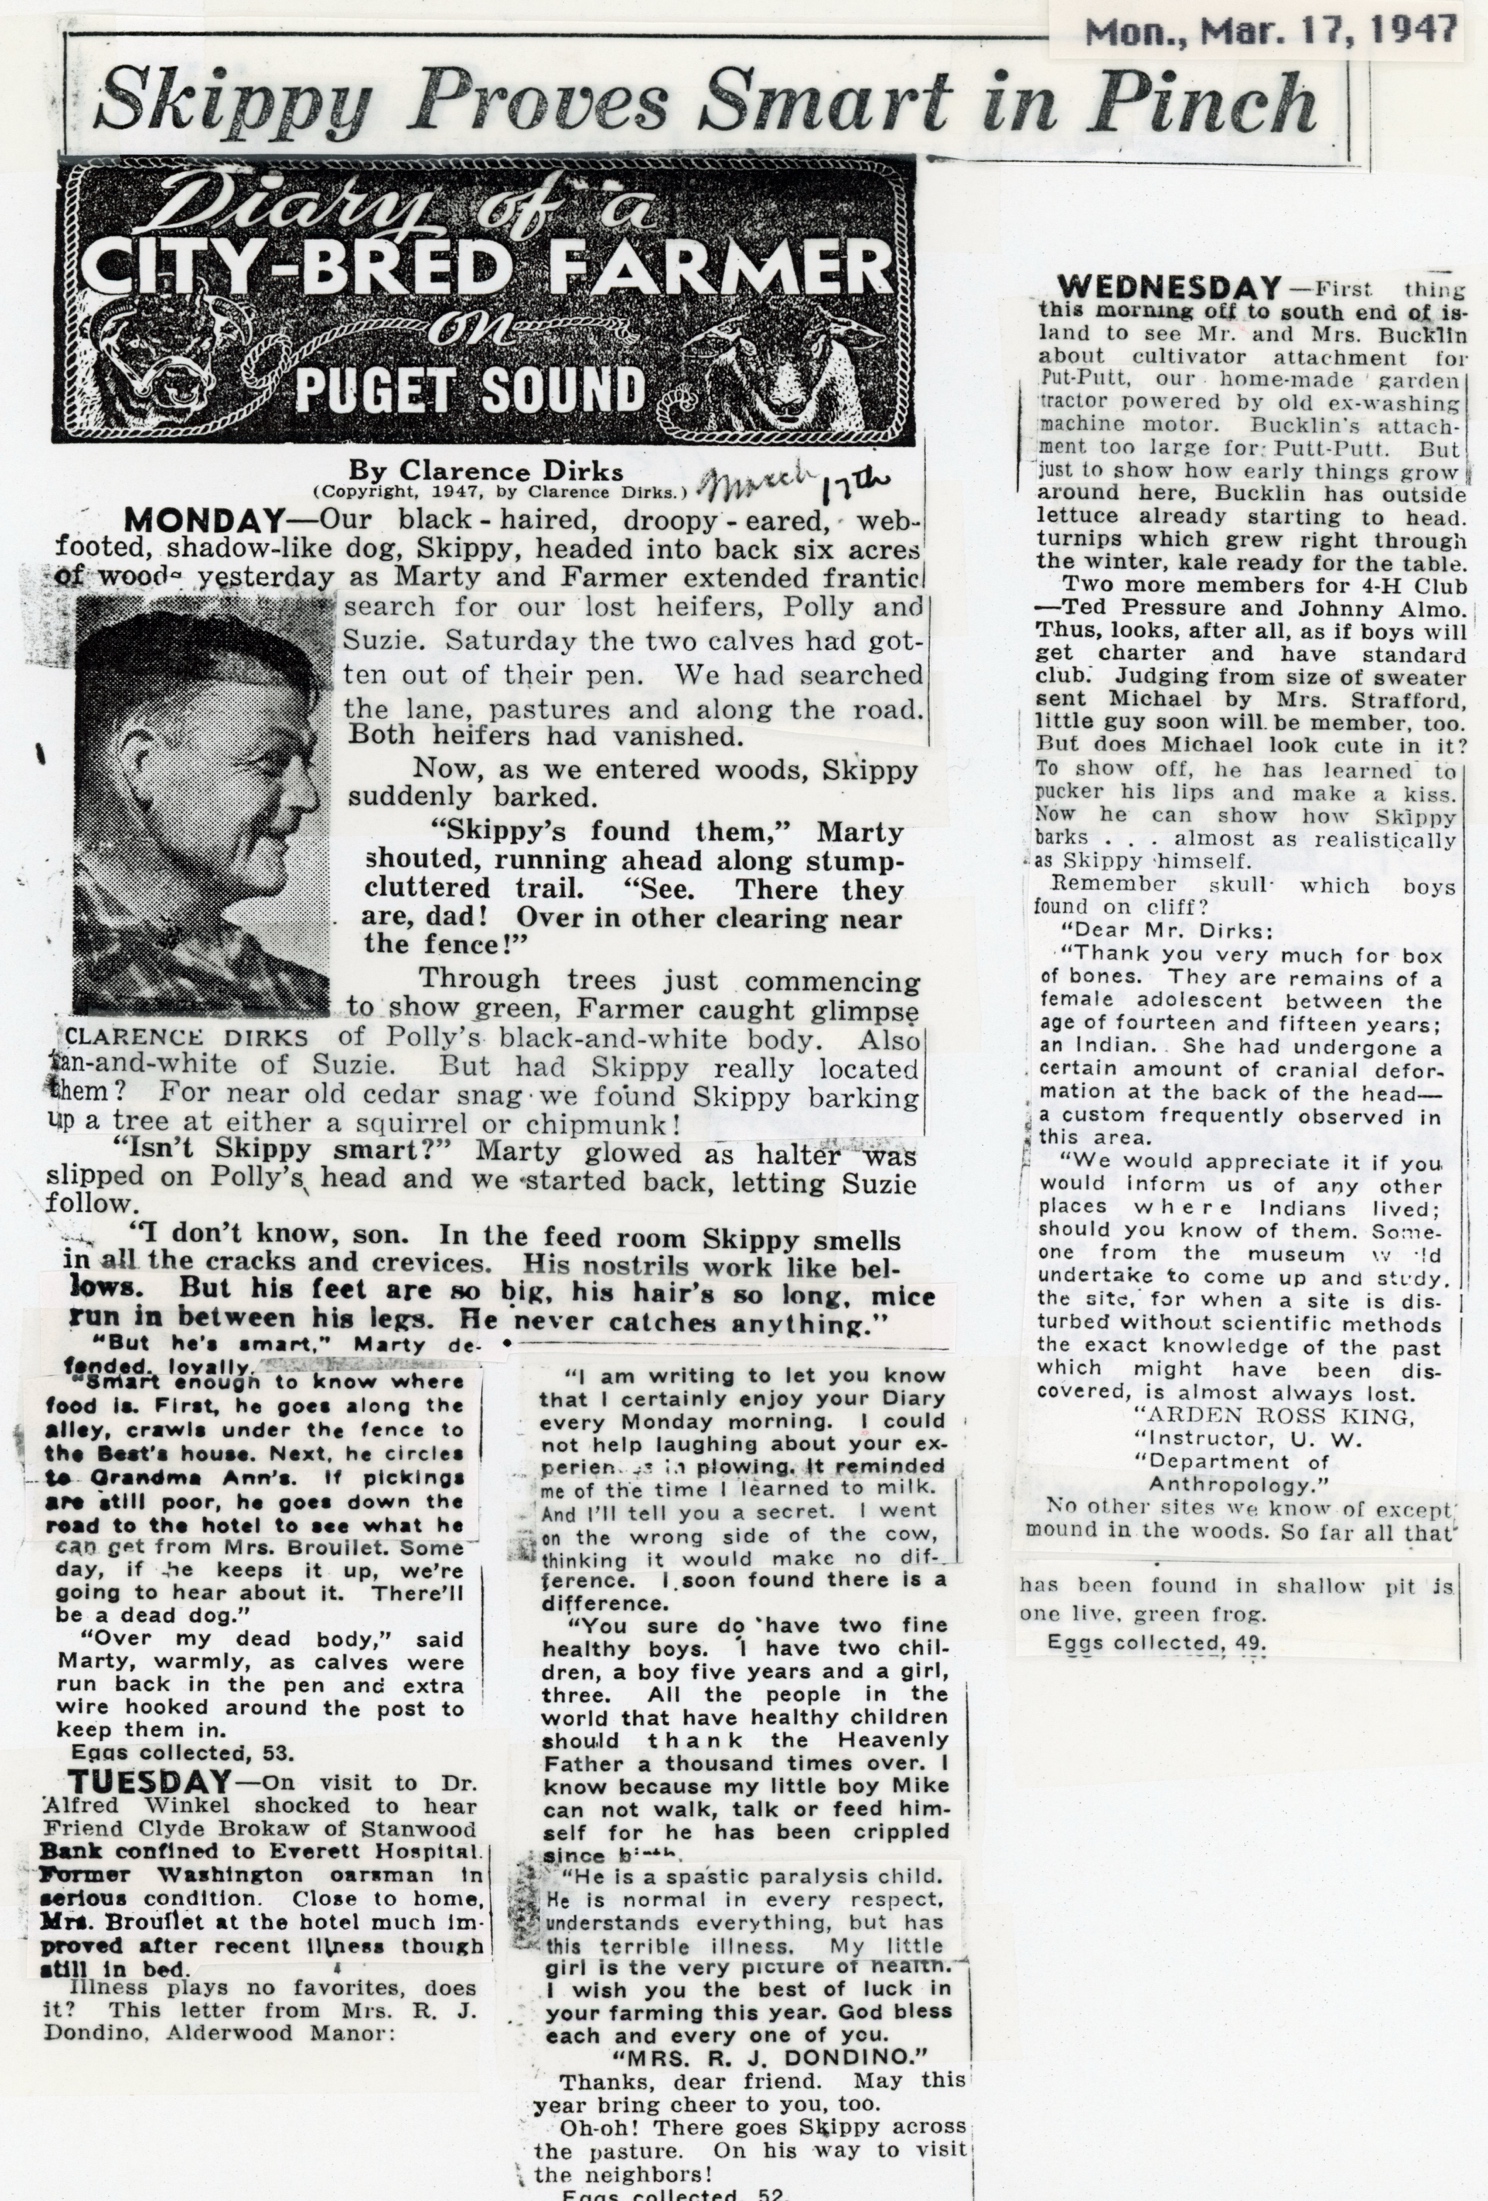 Mon., Mar. 17, 1947
Skippy Proves Smart in Pinch
Diary of a
CITY-BRED FARMER
on
PUGET SOUND
By Clarence Dirks
(Copyright, 1947, by Clarence Dirks.)
March 17th
MONDAY—Our black-haired, droopy-eared, web-
footed, shadow-like dog, Skippy, headed into back six acres
of woods yesterday as Marty and Farmer extended frantic
search for our lost heifers, Polly and
Suzie. Saturday the two calves had got-
ten out of their pen. We had searched
the lane, pastures and along the road.
Both heifers had vanished.
Now, as we entered woods, Skippy
suddenly barked.
"Skippy's found them," Marty
shouted, running ahead along stump-
cluttered trail. "See. There they
are, dad! Over in other clearing near
the fence!"
Through trees just commencing
to show green, Farmer caught glimpse
CLARENCE DIRKS
of Polly's black-and-white body. Also
tan-and-white of Suzie. But had Skippy really located
them? For near old cedar snag we found Skippy barking
up a tree at either a squirrel or chipmunk!
"Isn't Skippy smart?" Marty glowed as halter was
slipped on Polly's head and we started back, letting Suzie
follow.
"I don't know, son. In the feed room Skippy smells
in all the cracks and crevices. His nostrils work like bel-
lows. But his feet are so big, his hair's so long, mice
run in between his legs. He never catches anything."
"But he's smart," Marty de-
fended, loyally.
"Smart enough to know where
food is. First, he goes along the
alley, crawls under the fence to
the Best's house. Next, he circles
to Grandma Ann's. If pickings
are still poor, he goes down the
road to the hotel to see what he
can get from Mrs. Brouilet. Some
day, if he keeps it up, we're
going to hear about it. There'll
be a dead dog."
"Over my dead body," said
Marty, warmly, as calves were
run back in the pen and extra
wire hooked around the post to
keep them in.
Eggs collected, 53.
TUESDAY—On visit to Dr.
Alfred Winkel shocked to hear
Friend Clyde Brokaw of Stanwood
Bank confined to Everett Hospital.
Former Washington oarsman in
serious condition. Close to home,
Mrs. Brouillet at the hotel much im-
proved after recent illness though
still in bed.
Illness plays no favorites, does
it? This letter from Mrs. R. J.
Dondino, Alderwood Manor:
"I am writing to let you know
that I certainly enjoy your Diary
every Monday morning. I could
not help laughing about your ex-
periences in plowing. It reminded
me of the time I learned to milk.
And I'll tell you a secret. I went
on the wrong side of the cow,
thinking it would make no dif-
ference. I soon found there is a
difference.
"You sure do have two fine
healthy boys. I have two chil-
dren, a boy five years and a girl,
three. All the people in the
world that have healthy children
should thank the Heavenly
Father a thousand times over. I
know because my little boy Mike
can not walk, talk or feed him-
self for he has been crippled
since birth.
"He is a spastic paralysis child.
He is normal in every respect,
understands everything, but has
this terrible illness. My little
girl is the very picture of health.
I wish you the best of luck in
your farming this year. God bless
each and every one of you.
"MRS. R. J. DONDINO."
Thanks, dear friend. May this
year bring cheer to you, too.
Oh-oh! There goes Skippy across
the pasture. On his way to visit
the neighbors!
Eggs collected, 52.
WEDNESDAY—First thing
this morning off to south end of is-
land to see Mr. and Mrs. Bucklin
about cultivator attachment for
Put-Putt, our home-made garden
tractor powered by old ex-washing
machine motor. Bucklin's attach-
ment too large for Putt-Putt. But
just to show how early things grow
around here, Bucklin has outside
lettuce already starting to head.
turnips which grew right through
the winter, kale ready for the table.
Two more members for 4-H Club
—Ted Pressure and Johnny Almo.
Thus, looks, after all, as if boys will
get charter and have standard
club. Judging from size of sweater
sent Michael by Mrs. Strafford,
little guy soon will be member, too.
But does Michael look cute in it?
To show off, he has learned to
pucker his lips and make a kiss.
Now he can show how Skippy
barks . . . almost as realistically
as Skippy himself.
Remember skull which boys
found on cliff?
"Dear Mr. Dirks:
"Thank you very much for box
of bones. They are remains of a
female adolescent between the
age of fourteen and fifteen years;
an Indian. She had undergone a
certain amount of cranial defor-
mation at the back of the head—
a custom frequently observed in
this area.
"We would appreciate it if you
would inform us of any other
places where Indians lived;
should you know of them. Some-
one from the museum would
undertake to come up and study
the site, for when a site is dis-
turbed without scientific methods
the exact knowledge of the past
which might have been dis-
covered, is almost always lost.
"ARDEN ROSS KING,
"Instructor, U. W.
"Department of
Anthropology."
No other sites we know of except
mound in the woods. So far all that
has been found in shallow pit is
one live, green frog.
Eggs collected, 49.